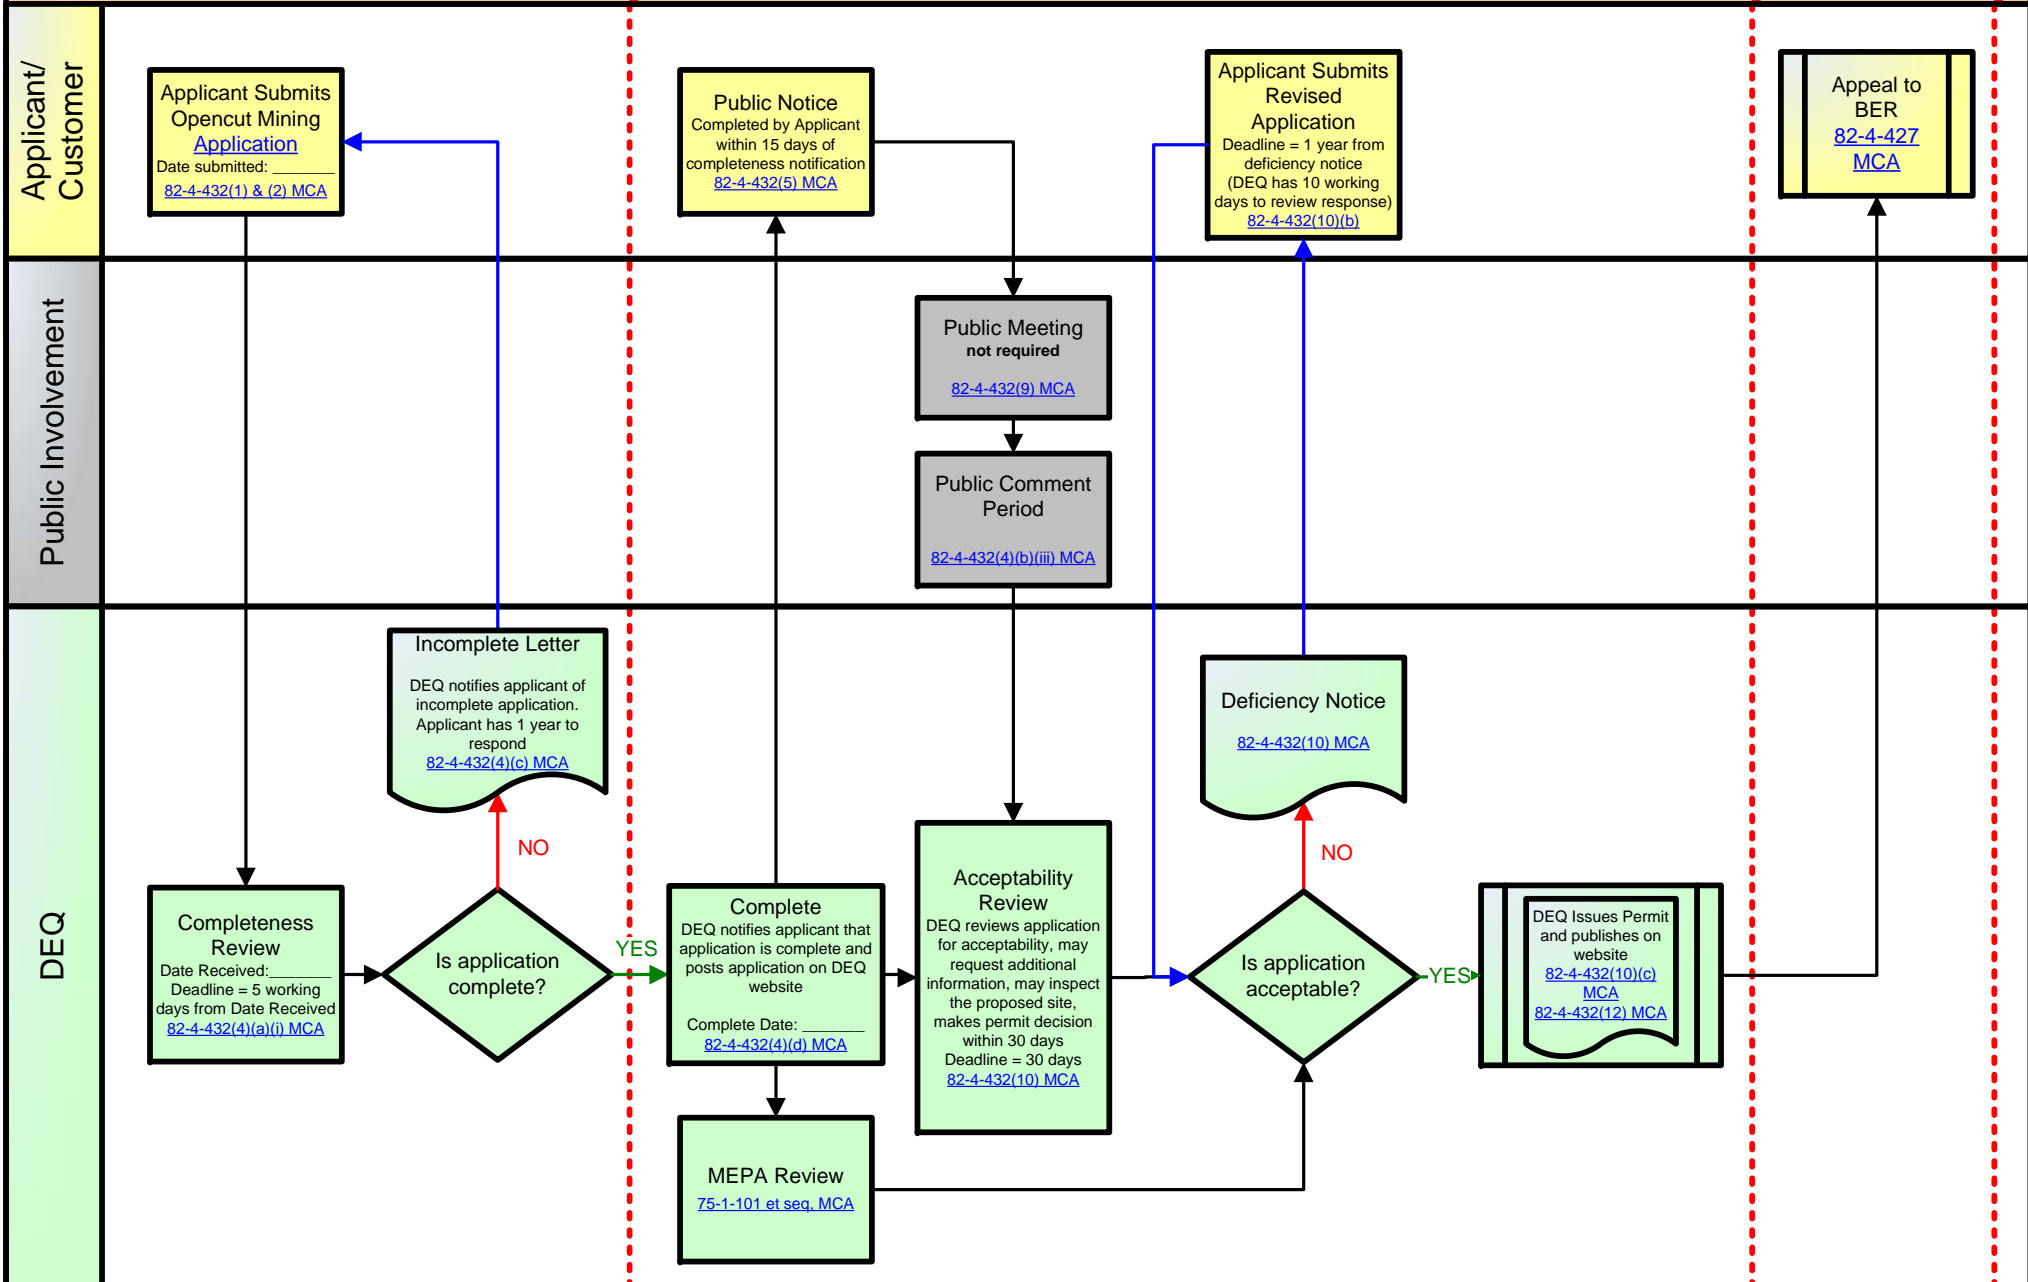 Applicant/
Customer
Applicant Submits
Opencut Mining
Application
Date submitted: _______
82-4-432(1) & (2) MCA
Public Notice
Completed by Applicant
within 15 days of
completeness notification
82-4-432(5) MCA
Applicant Submits
Revised
Application
Deadline = 1 year from
deficiency notice
(DEQ has 10 working
days to review response)
82-4-432(10)(b)
Appeal to
BER
82-4-427
MCA
Public Involvement
Public Meeting
not required
82-4-432(9) MCA
Public Comment
Period
82-4-432(4)(b)(iii) MCA
DEQ
Incomplete Letter
DEQ notifies applicant of
incomplete application.
Applicant has 1 year to
respond
82-4-432(4)(c) MCA
NO
Completeness
Review
Date Received:_______
Deadline = 5 working
days from Date Received
82-4-432(4)(a)(i) MCA
Is application
complete?
YES
Complete
DEQ notifies applicant that
application is complete and
posts application on DEQ
website
Complete Date: _______
82-4-432(4)(d) MCA
MEPA Review
75-1-101 et seq, MCA
Acceptability
Review
DEQ reviews application
for acceptability, may
request additional
information, may inspect
the proposed site,
makes permit decision
within 30 days
Deadline = 30 days
82-4-432(10) MCA
Deficiency Notice
82-4-432(10) MCA
NO
Is application
acceptable?
YES
DEQ Issues Permit
and publishes on
website
82-4-432(10)(c)
MCA
82-4-432(12) MCA